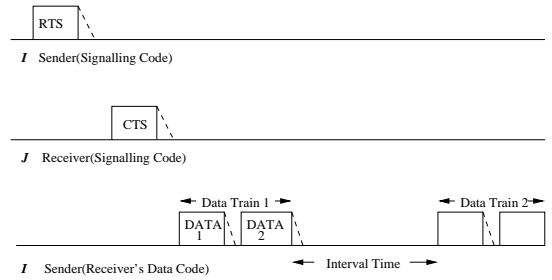 RTS
I Sender(Signalling Code)
CTS
J Receiver(Signalling Code)
Data Train 1
Data Train 2
DATA
1
DATA
2
Interval Time
I Sender(Receiver's Data Code)